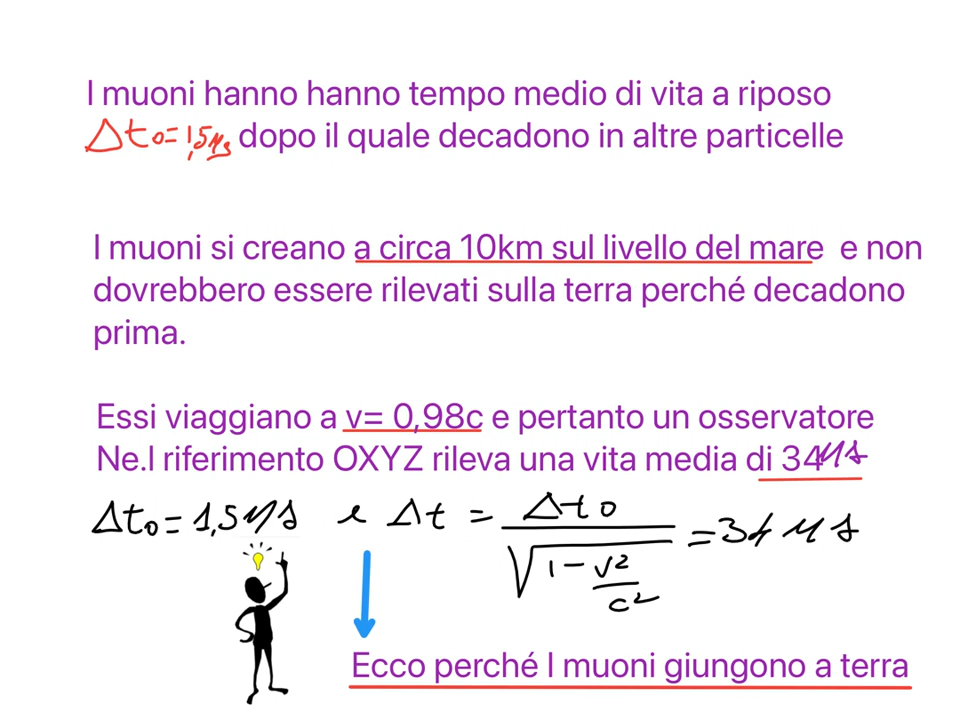 I muoni hanno hanno tempo medio di vita a riposo
Δt₀=1,5μs dopo il quale decadono in altre particelle
I muoni si creano a circa 10km sul livello del mare e non
dovrebbero essere rilevati sulla terra perché decadono
prima.
Essi viaggiano a v= 0,98c e pertanto un osservatore
Ne.l riferimento OXYZ rileva una vita media di 34μs
Δt₀=1,5μs e Δt = Δt₀ / √(1-v²/c²) =34μs
Ecco perché I muoni giungono a terra